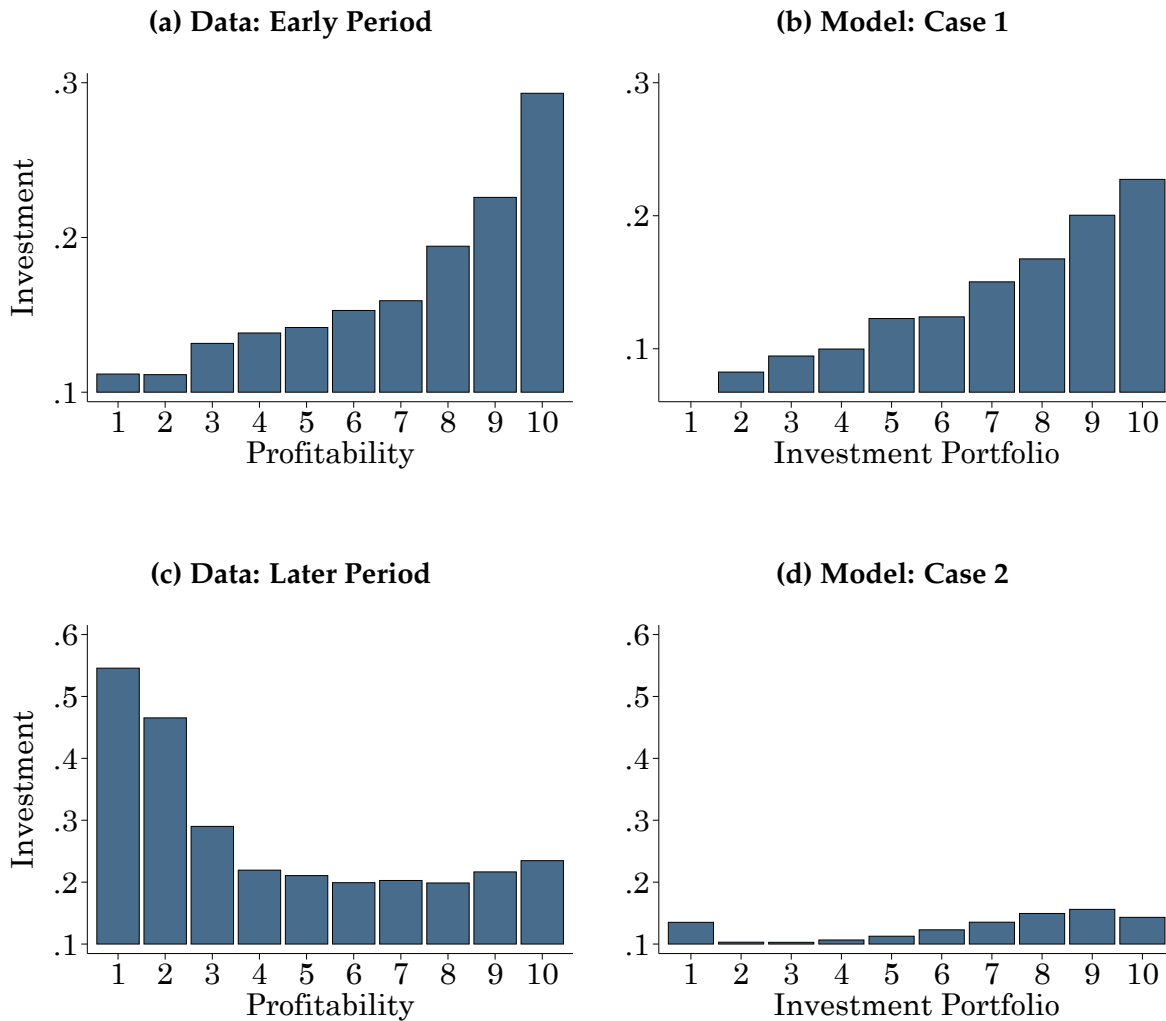 (a) Data: Early Period
.3
.2
.1
Investment
1 2 3 4 5 6 7 8 9 10
Profitability
(b) Model: Case 1
.3
.2
.1
1 2 3 4 5 6 7 8 9 10
Investment Portfolio
(c) Data: Later Period
.6
.5
.4
.3
.2
.1
Investment
1 2 3 4 5 6 7 8 9 10
Profitability
(d) Model: Case 2
.6
.5
.4
.3
.2
.1
1 2 3 4 5 6 7 8 9 10
Investment Portfolio